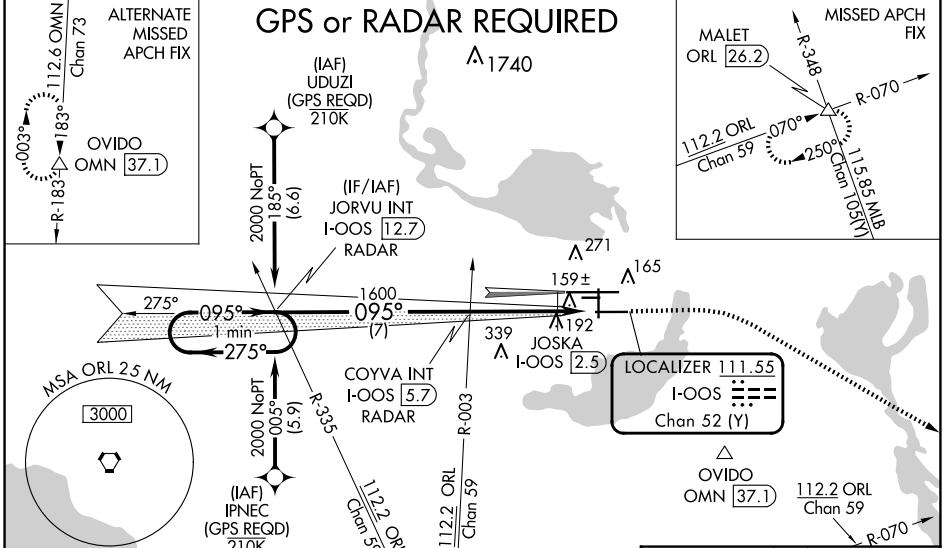 GPS or RADAR REQUIRED
ALTERNATE
MISSED
APCH FIX
112.6 OMN
Chan 73
003°
183°
R-183
OVIDO
OMN 37.1
1740
MISSED APCH
FIX
MALET
ORL 26.2
R-348
R-070
112.2 ORL
Chan 59
070°
250°
115.85 MLB
Chan 105(Y)
(IAF)
UDUZI
(GPS REQD)
210K
2000 NoPT
185°
(6.6)
(IF/IAF)
JORVU INT
I-OOS 12.7
RADAR
271
159±
165
275°
095°
1 min
275°
1600
095°
(7)
192
339
JOSKA
I-OOS 2.5
COYVA INT
I-OOS 5.7
RADAR
LOCALIZER 111.55
I-OOS
Chan 52 (Y)
MSA ORL 25 NM
3000
2000 NoPT
005°
(5.9)
R-335
R-003
112.2 ORL
Chan 59
(IAF)
IPNEC
(GPS REQD)
210K
OVIDO
OMN 37.1
112.2 ORL
Chan 59
R-070